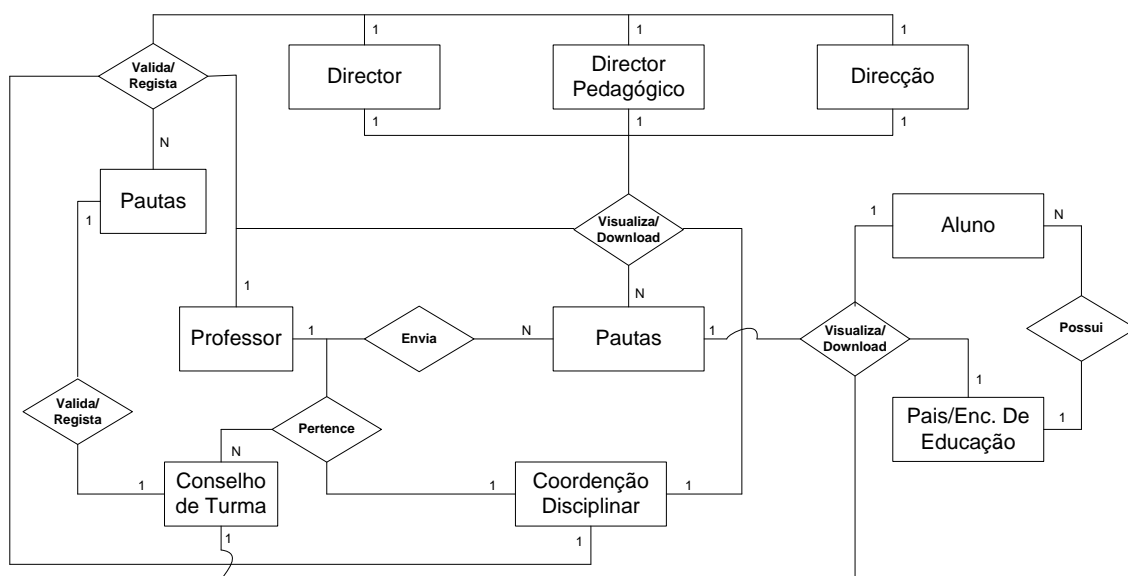 1
1
1
Valida/
Regista
Director
Director
Pedagógico
Direcção
1
1
1
N
Pautas
1
Visualiza/
Download
1
Aluno
N
1
N
Professor
1
Envia
N
Pautas
1
Visualiza/
Download
Possui
1
1
Pais/Enc. De
Educação
Valida/
Regista
Pertence
N
1
Conselho
de Turma
1
Coordenção
Disciplinar
1
1
1